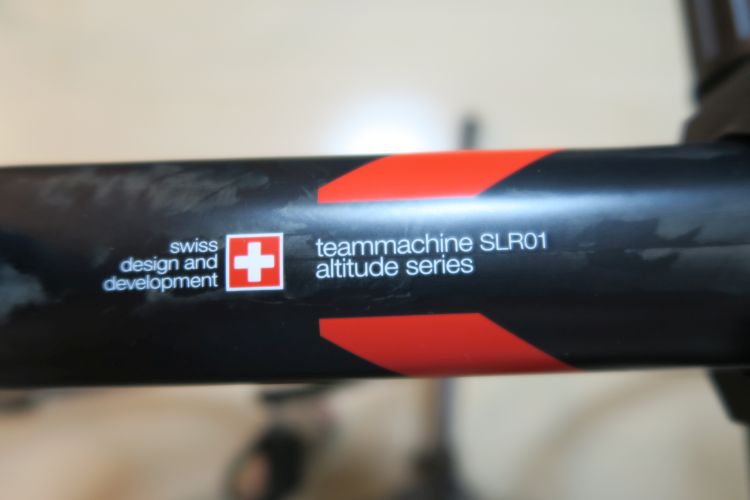 swiss
design and
development
teammachine SLR01
altitude series